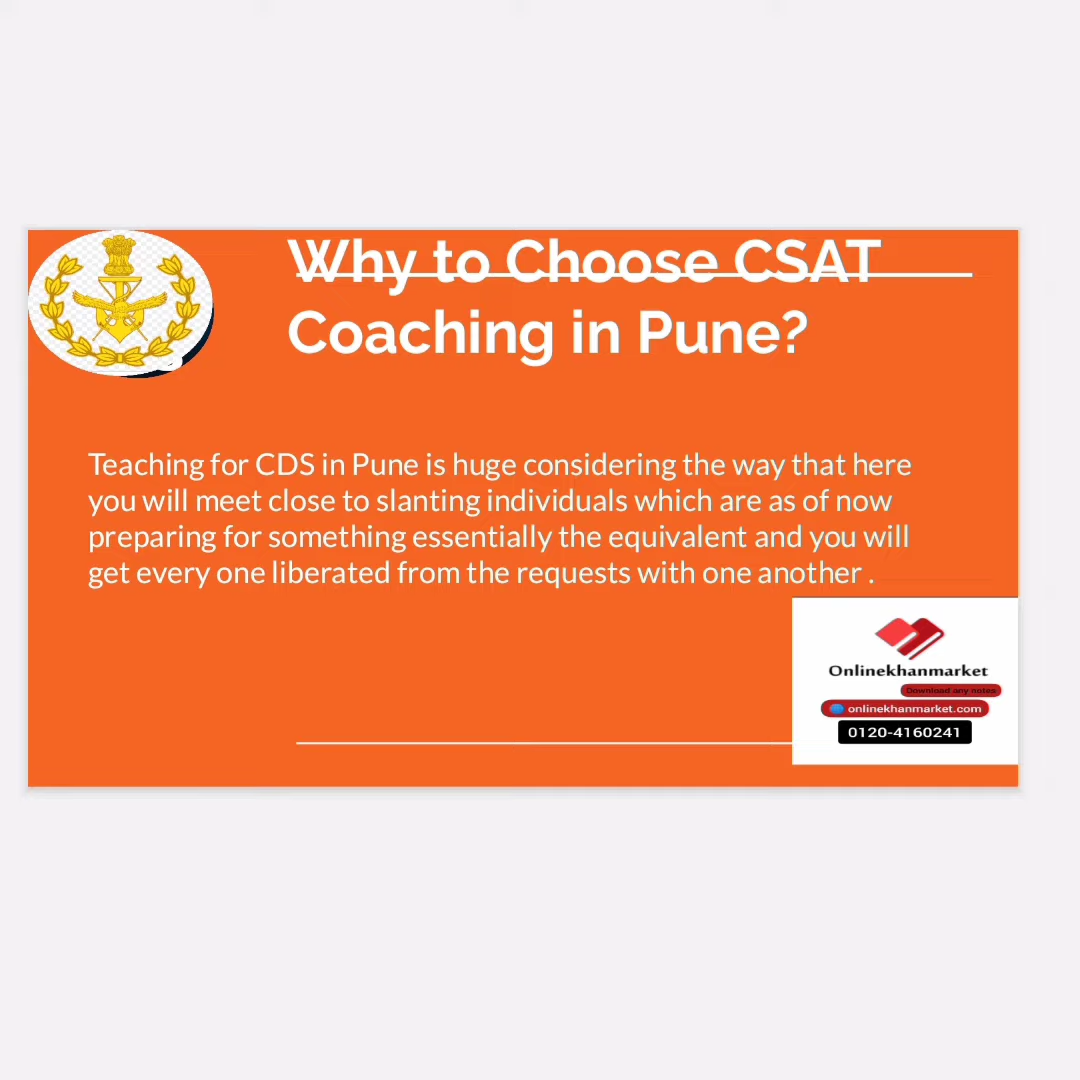 Why to Choose CSAT
Coaching in Pune?
Teaching for CDS in Pune is huge considering the way that here
you will meet close to slanting individuals which are as of now
preparing for something essentially the equivalent and you will
get every one liberated from the requests with one another .
Onlinekhanmarket
Download any notes
onlinekhanmarket.com
0120-4160241